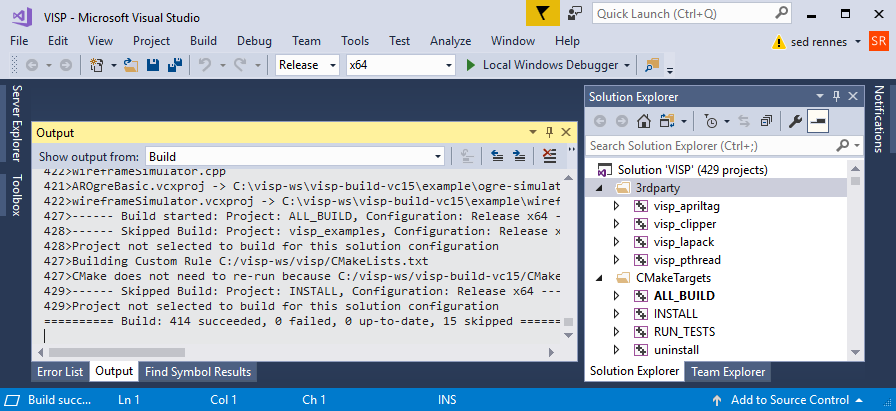 VISP - Microsoft Visual Studio
Quick Launch (Ctrl+Q)
File Edit View Project Build Debug Team Tools Test Analyze Window Help
sed rennes SR
Release x64 Local Windows Debugger
Server Explorer
Toolbox
Output
Show output from: Build
422>WireframeSimulator.cpp
421>AROgreBasic.vcxproj -> C:\visp-ws\visp-build-vc15\example\ogre-simulat
422>wireframeSimulator.vcxproj -> C:\visp-ws\visp-build-vc15\example\wiref
427>------ Build started: Project: ALL_BUILD, Configuration: Release x64 --
428>------ Skipped Build: Project: visp_examples, Configuration: Release x
428>Project not selected to build for this solution configuration
427>Building Custom Rule C:/visp-ws/visp/CMakeLists.txt
427>CMake does not need to re-run because C:/visp-ws/visp-build-vc15/CMake
429>------ Skipped Build: Project: INSTALL, Configuration: Release x64 ----
429>Project not selected to build for this solution configuration
========== Build: 414 succeeded, 0 failed, 0 up-to-date, 15 skipped ======
Error List Output Find Symbol Results
Solution Explorer
Search Solution Explorer (Ctrl+;)
Solution 'VISP' (429 projects)
3rdparty
visp_apriltag
visp_clipper
visp_lapack
visp_pthread
CMakeTargets
ALL_BUILD
INSTALL
RUN_TESTS
uninstall
Solution Explorer Team Explorer
Notifications
Build succ... Ln 1 Col 1 Ch 1 INS Add to Source Control